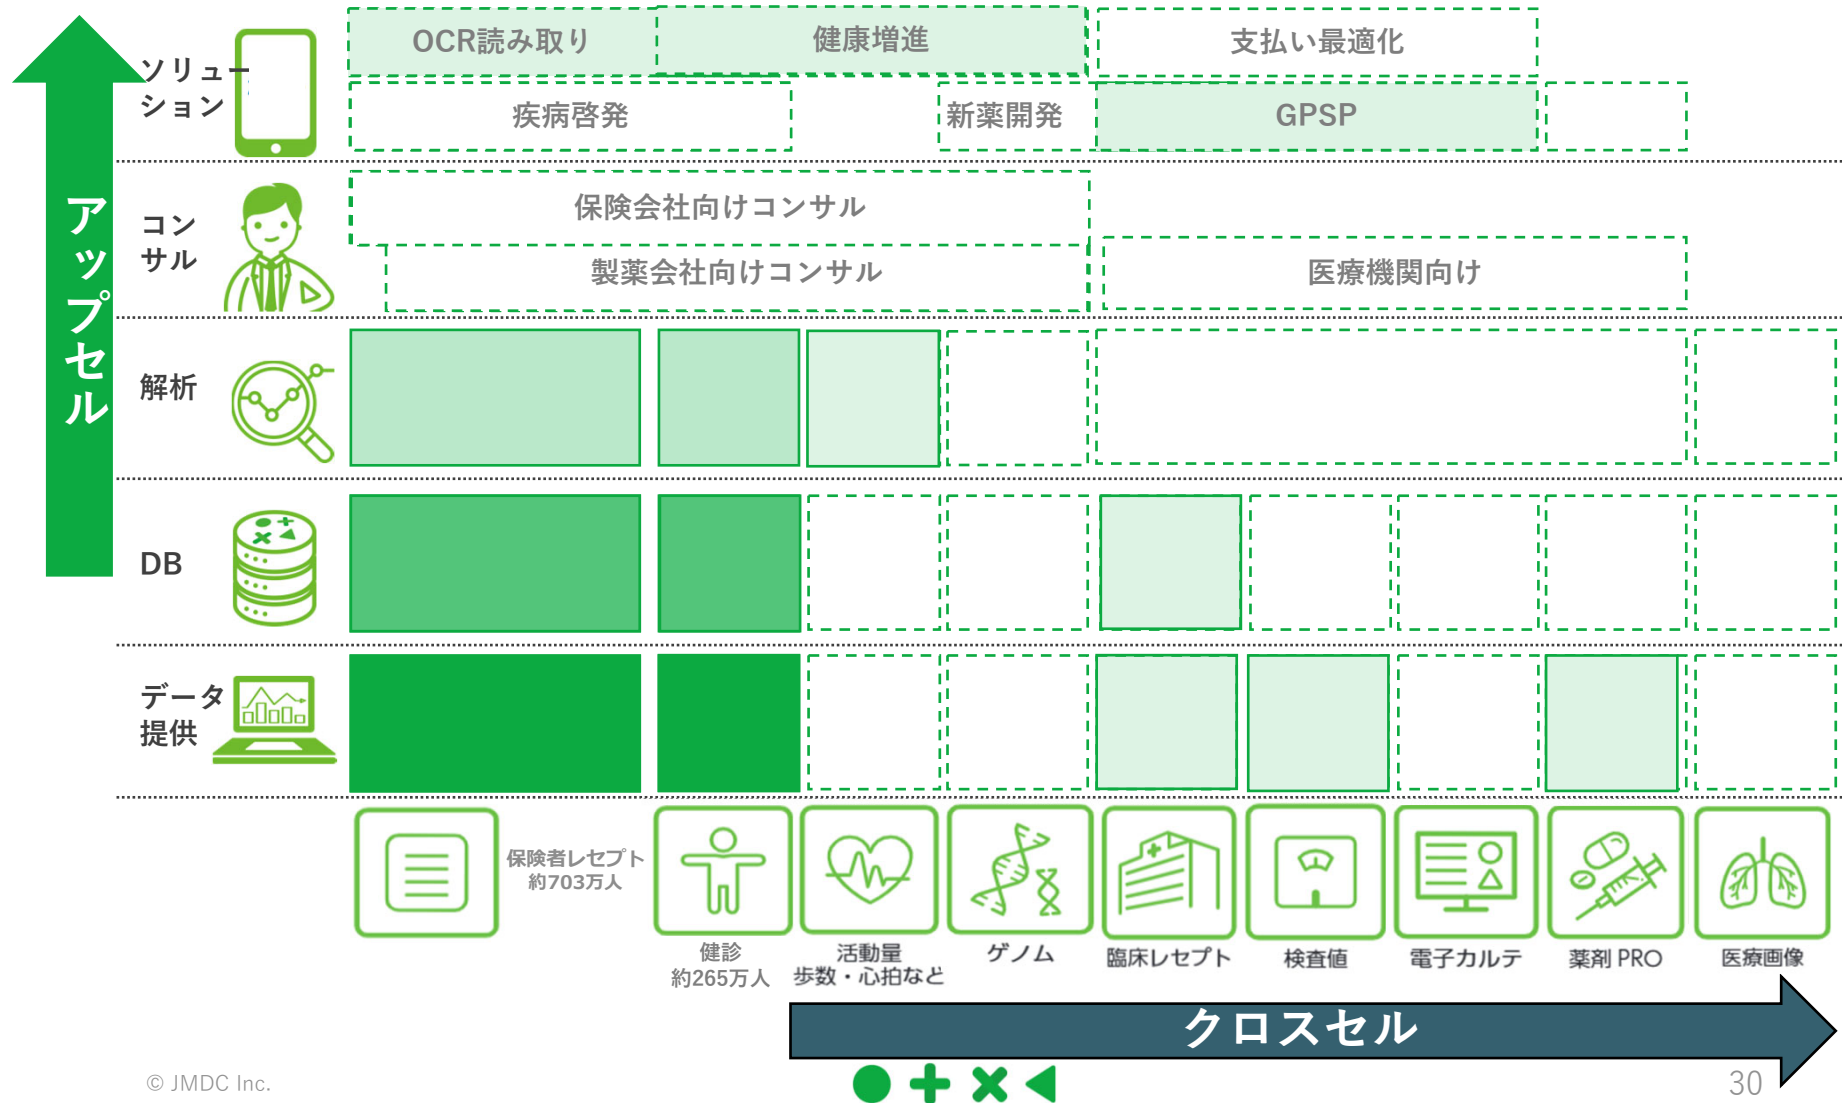 OCR読み取り
健康増進
支払い最適化
ソリュー
ション
疾病啓発
新薬開発
GPSP
アップセル
保険会社向けコンサル
コン
サル
製薬会社向けコンサル
医療機関向け
解析
DB
データ
提供
保険者レセプト
約703万人
健診
約265万人
活動量
歩数・心拍など
ゲノム
臨床レセプト
検査値
電子カルテ
薬剤 PRO
医療画像
クロスセル
© JMDC Inc.
30